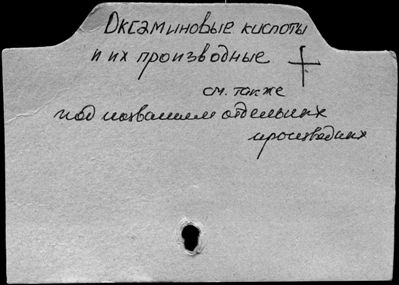 Оксаминовые кислоты
и их производные
см. также
под названием отдельных
производных